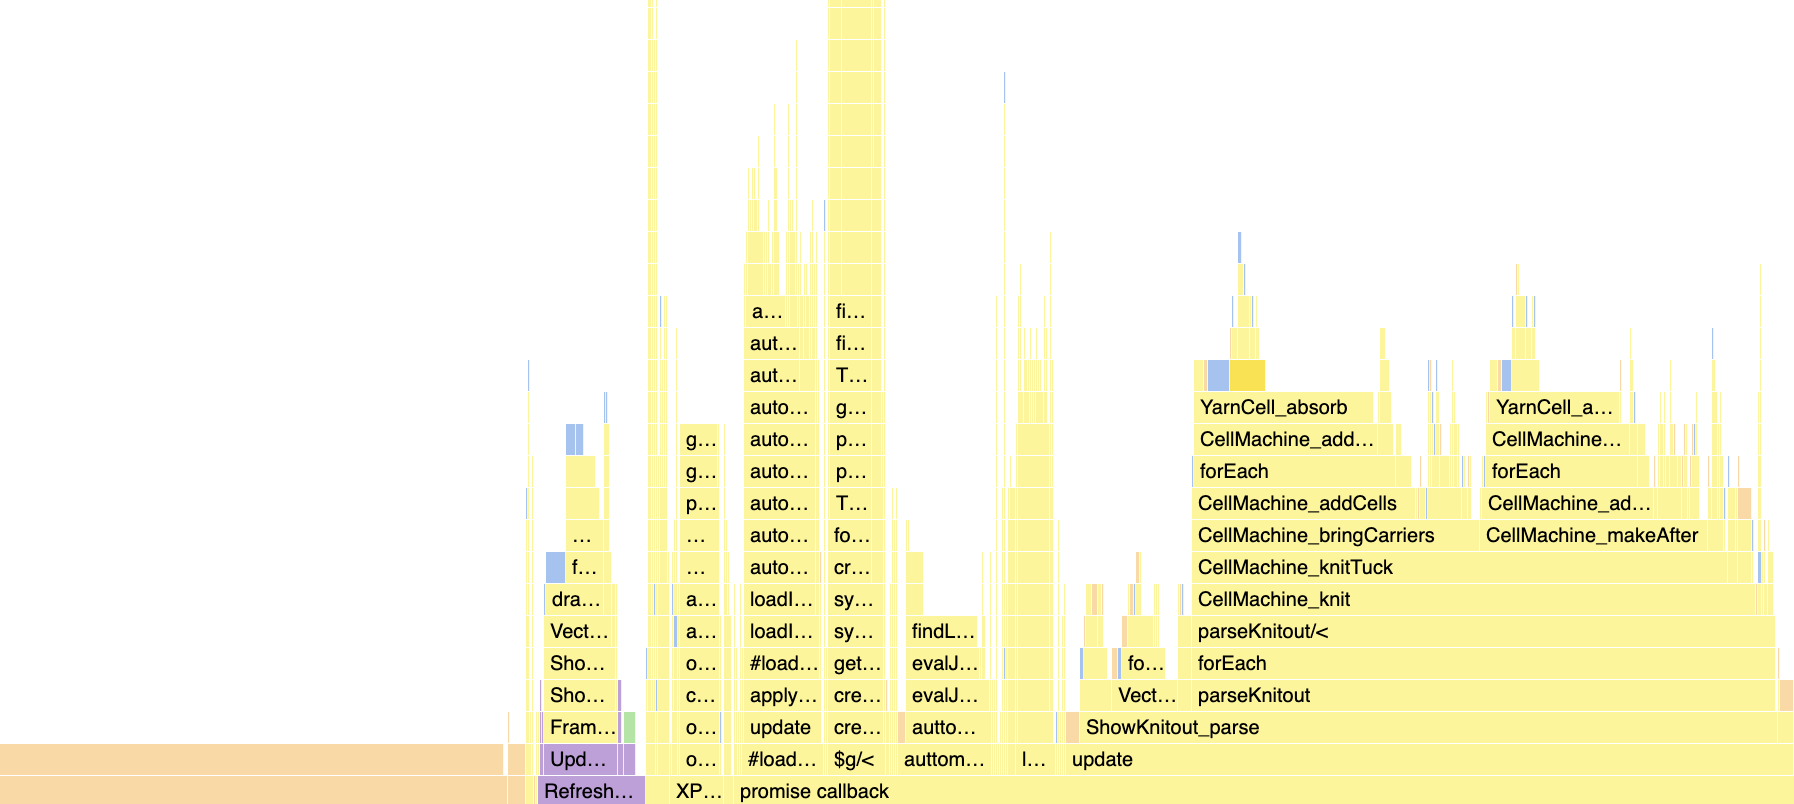 a… fi…
aut… fi…
aut… T…
auto… g… YarnCell_absorb YarnCell_a…
g… auto… p… CellMachine_add… CellMachine…
g… auto… p… forEach forEach
p… auto… T… CellMachine_addCells CellMachine_ad…
… … auto… fo… CellMachine_bringCarriers CellMachine_makeAfter
f… … auto… cr… CellMachine_knitTuck
dra… a… loadI… sy… CellMachine_knit
Vect… a… loadI… sy… findL… parseKnitout/<
Sho… o… #load… get… evalJ… fo… forEach
Sho… c… apply… cre… evalJ… Vect… parseKnitout
Fram… o… update cre… autto… ShowKnitout_parse
Upd… o… #load… $g/< auttom… l… update
Refresh… XP… promise callback